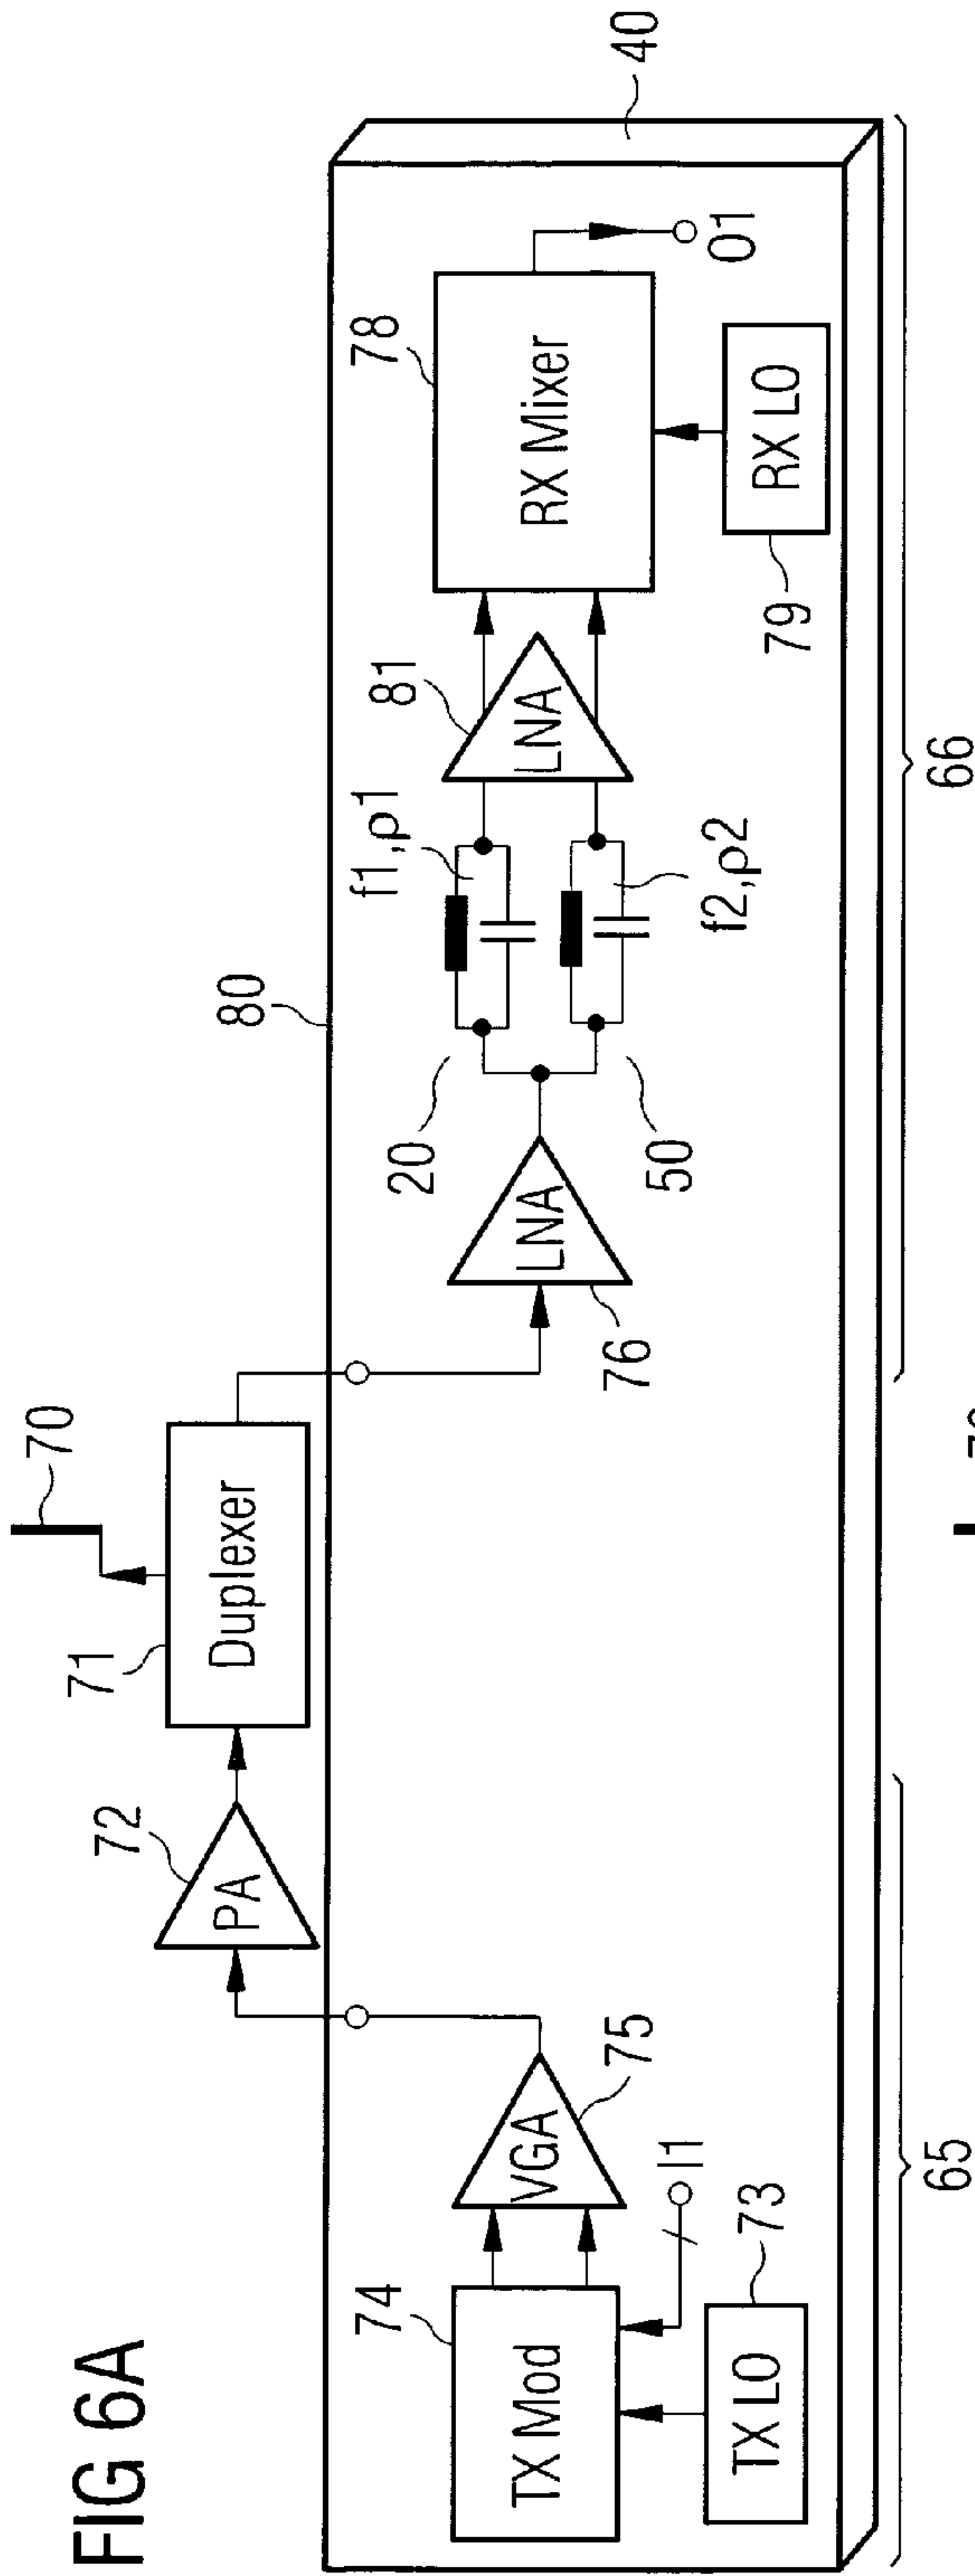 FIG 6A
70
71
Duplexer
72
PA
80
40
74
TX Mod
VGA
75
I1
73
TX LO
LNA
76
20
50
f1,ρ1
f2,ρ2
81
LNA
78
RX Mixer
O1
79
RX LO
65
66